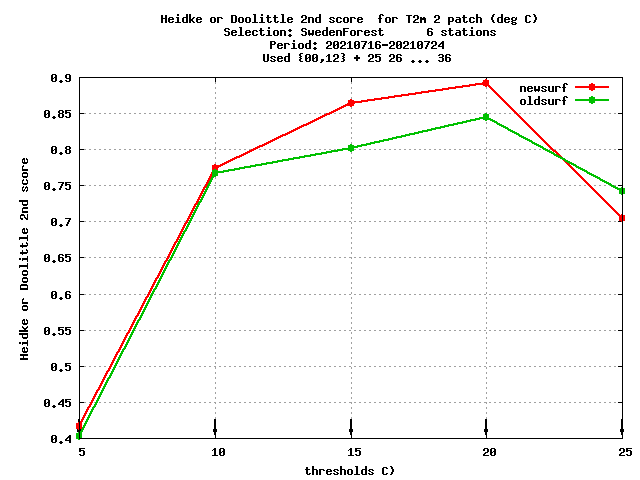 Heidke or Doolittle 2nd score  for T2m 2 patch (deg C)
Selection: SwedenForest      6 stations
Period: 20210716-20210724
Used {00,12} + 25 26 ... 36
newsurf
oldsurf
Heidke or Doolittle 2nd score
0.9
0.85
0.8
0.75
0.7
0.65
0.6
0.55
0.5
0.45
0.4
5 10 15 20 25
thresholds C)